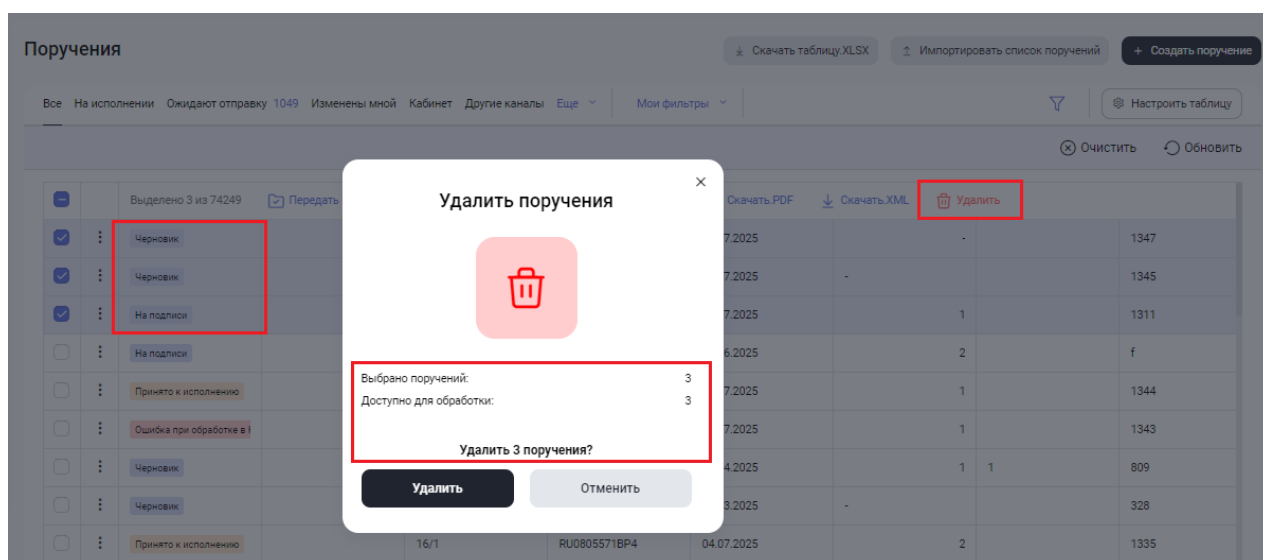 Поручения
Скачать таблицу.XLSX
Импортировать список поручений
+ Создать поручение
Все На исполнении Ожидают отправку 1049 Изменены мной Кабинет Другие каналы Еще Мои фильтры
Настроить таблицу
Очистить Обновить
Выделено 3 из 74249 Передать Скачать.PDF Скачать.XML Удалить
Удалить поручения
Черновик 7.2025 - 1347
Черновик 7.2025 - 1345
На подписи 7.2025 1 1311
На подписи 6.2025 2 f
Выбрано поручений: 3
Принято к исполнению 7.2025 1 1344
Доступно для обработки: 3
Ошибка при обработке в 7.2025 1 1343
Удалить 3 поручения?
Черновик 4.2025 1 1 809
Удалить Отменить
Черновик 3.2025 - 328
Принято к исполнению 16/1 RU0805571BP4 04.07.2025 2 1335